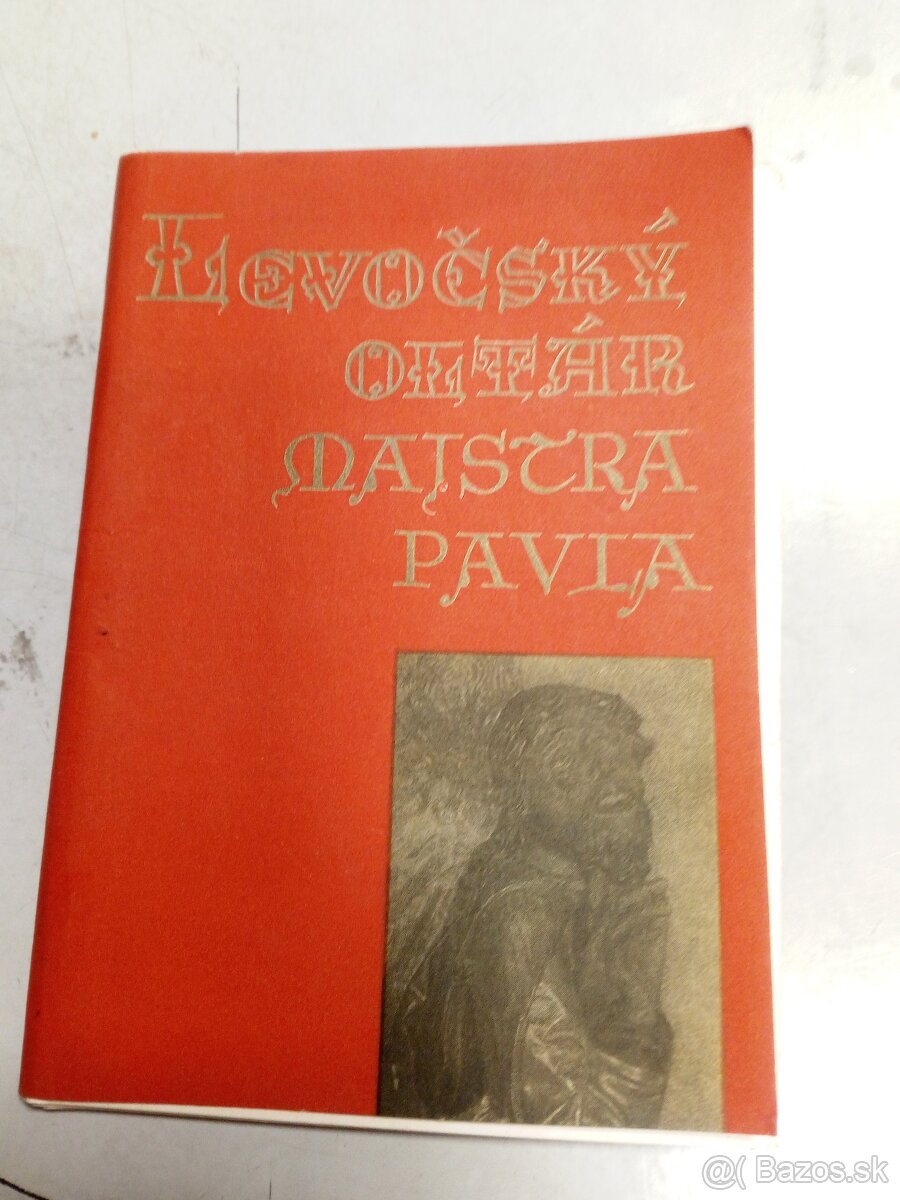 Levočský
oltár
majstra
pavla
@( Bazos.sk